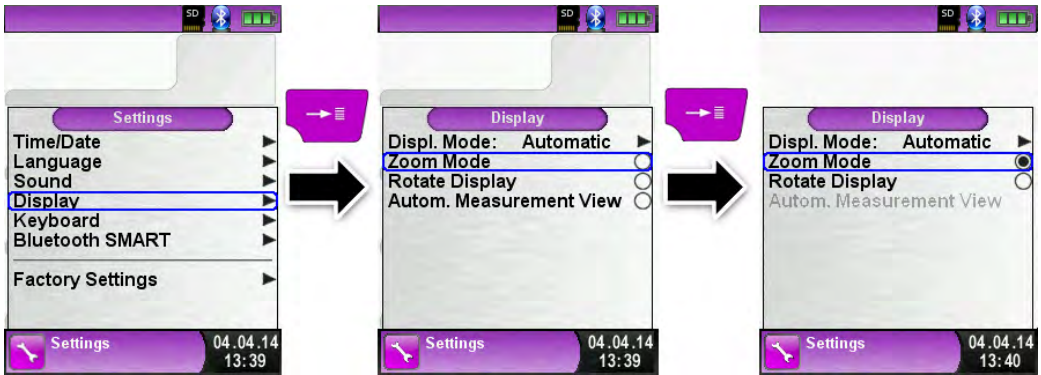 SD
Settings
Time/Date
Language
Sound
Display
Keyboard
Bluetooth SMART
Factory Settings
Settings
04.04.14
13:39
SD
Display
Displ. Mode: Automatic
Zoom Mode
Rotate Display
Autom. Measurement View
Settings
04.04.14
13:39
SD
Display
Displ. Mode: Automatic
Zoom Mode
Rotate Display
Autom. Measurement View
Settings
04.04.14
13:40